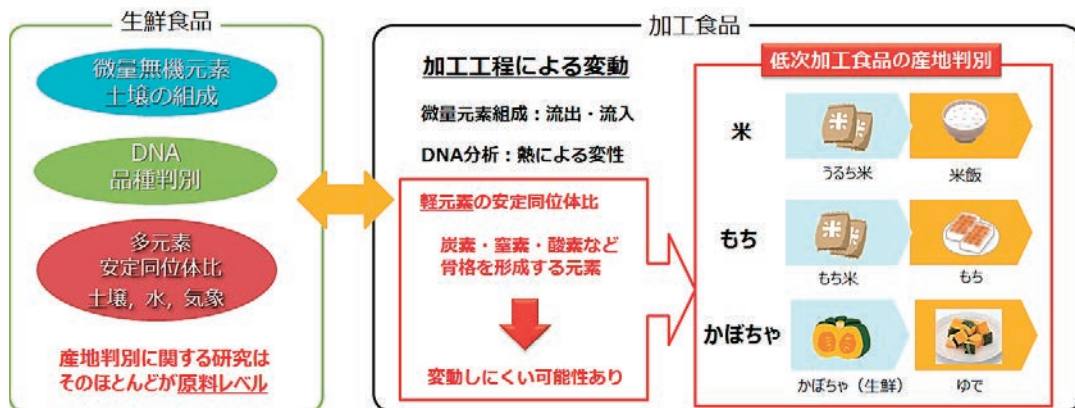 生鮮食品
微量無機元素
土壌の組成
DNA
品種判別
多元素
安定同位体比
土壌, 水, 気象
産地判別に関する研究は
そのほとんどが原料レベル
加工食品
加工工程による変動
微量元素組成：流出・流入
DNA分析：熱による変性
軽元素の安定同位体比
炭素・窒素・酸素など
骨格を形成する元素
変動しにくい可能性あり
低次加工食品の産地判別
米
米
うるち米
米飯
もち
米
もち米
もち
かぼちゃ
かぼちゃ（生鮮）
ゆで